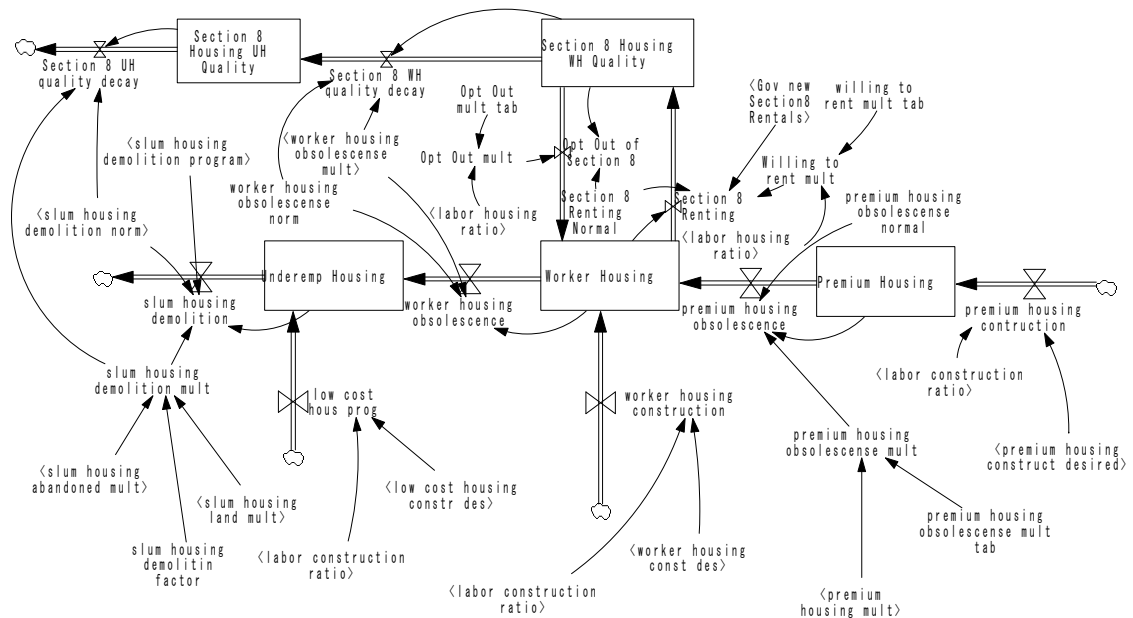 Section 8
Housing UH
Quality
Section 8 Housing
WH Quality
Section 8 UH
quality decay
Section 8 WH
quality decay
Opt Out
mult tab
<Gov new
Section8
Rentals>
willing to
rent mult tab
<slum housing
demolition program>
<worker housing
obsolescense
mult>
Opt Out mult
Opt Out of
Section 8
Willing to
rent mult
worker housing
obsolescense
norm
Section 8
Renting
Normal
Section 8
Renting
premium housing
obsolescense
normal
<slum housing
demolition norm>
<labor housing
ratio>
<labor housing
ratio>
Underemp Housing
Worker Housing
Premium Housing
slum housing
demolition
worker housing
obsolescence
premium housing
obsolescence
premium housing
contruction
slum housing
demolition mult
low cost
hous prog
worker housing
construction
<labor construction
ratio>
premium housing
obsolescense mult
<premium housing
construct desired>
<slum housing
abandoned mult>
<slum housing
land mult>
<low cost housing
constr des>
premium housing
obsolescense mult
tab
slum housing
demolitin
factor
<labor construction
ratio>
<worker housing
const des>
<labor construction
ratio>
<premium
housing mult>